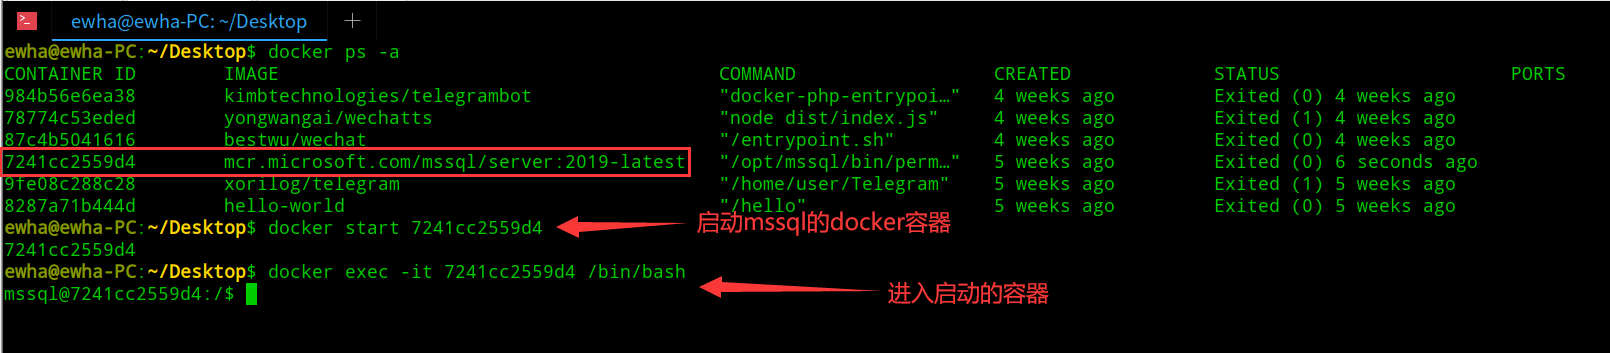 ewha@ewha-PC: ~/Desktop
ewha@ewha-PC:~/Desktop$ docker ps -a
CONTAINER ID IMAGE COMMAND CREATED STATUS PORTS
984b56e6ea38 kimbtechnologies/telegrambot "docker-php-entrypoi…" 4 weeks ago Exited (0) 4 weeks ago
78774c53eded yongwangai/wechatts "node dist/index.js" 4 weeks ago Exited (1) 4 weeks ago
87c4b5041616 bestwu/wechat "/entrypoint.sh" 4 weeks ago Exited (0) 4 weeks ago
7241cc2559d4 mcr.microsoft.com/mssql/server:2019-latest "/opt/mssql/bin/perm…" 5 weeks ago Exited (0) 6 seconds ago
9fe08c288c28 xorilog/telegram "/home/user/Telegram" 5 weeks ago Exited (1) 5 weeks ago
8287a71b444d hello-world "/hello" 5 weeks ago Exited (0) 5 weeks ago
ewha@ewha-PC:~/Desktop$ docker start 7241cc2559d4 启动mssql的docker容器
7241cc2559d4
ewha@ewha-PC:~/Desktop$ docker exec -it 7241cc2559d4 /bin/bash
mssql@7241cc2559d4:/$ 进入启动的容器